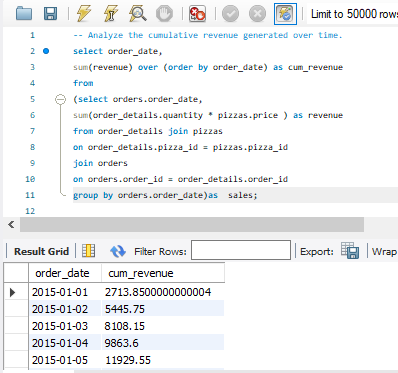 Limit to 50000 rows
1 -- Analyze the cumulative revenue generated over time.
2 select order_date,
3 sum(revenue) over (order by order_date) as cum_revenue
4 from
5 (select orders.order_date,
6 sum(order_details.quantity * pizzas.price ) as revenue
7 from order_details join pizzas
8 on order_details.pizza_id = pizzas.pizza_id
9 join orders
10 on orders.order_id = order_details.order_id
11 group by orders.order_date)as  sales;
12
Result Grid Filter Rows: Export: Wrap
order_date cum_revenue
2015-01-01 2713.8500000000004
2015-01-02 5445.75
2015-01-03 8108.15
2015-01-04 9863.6
2015-01-05 11929.55